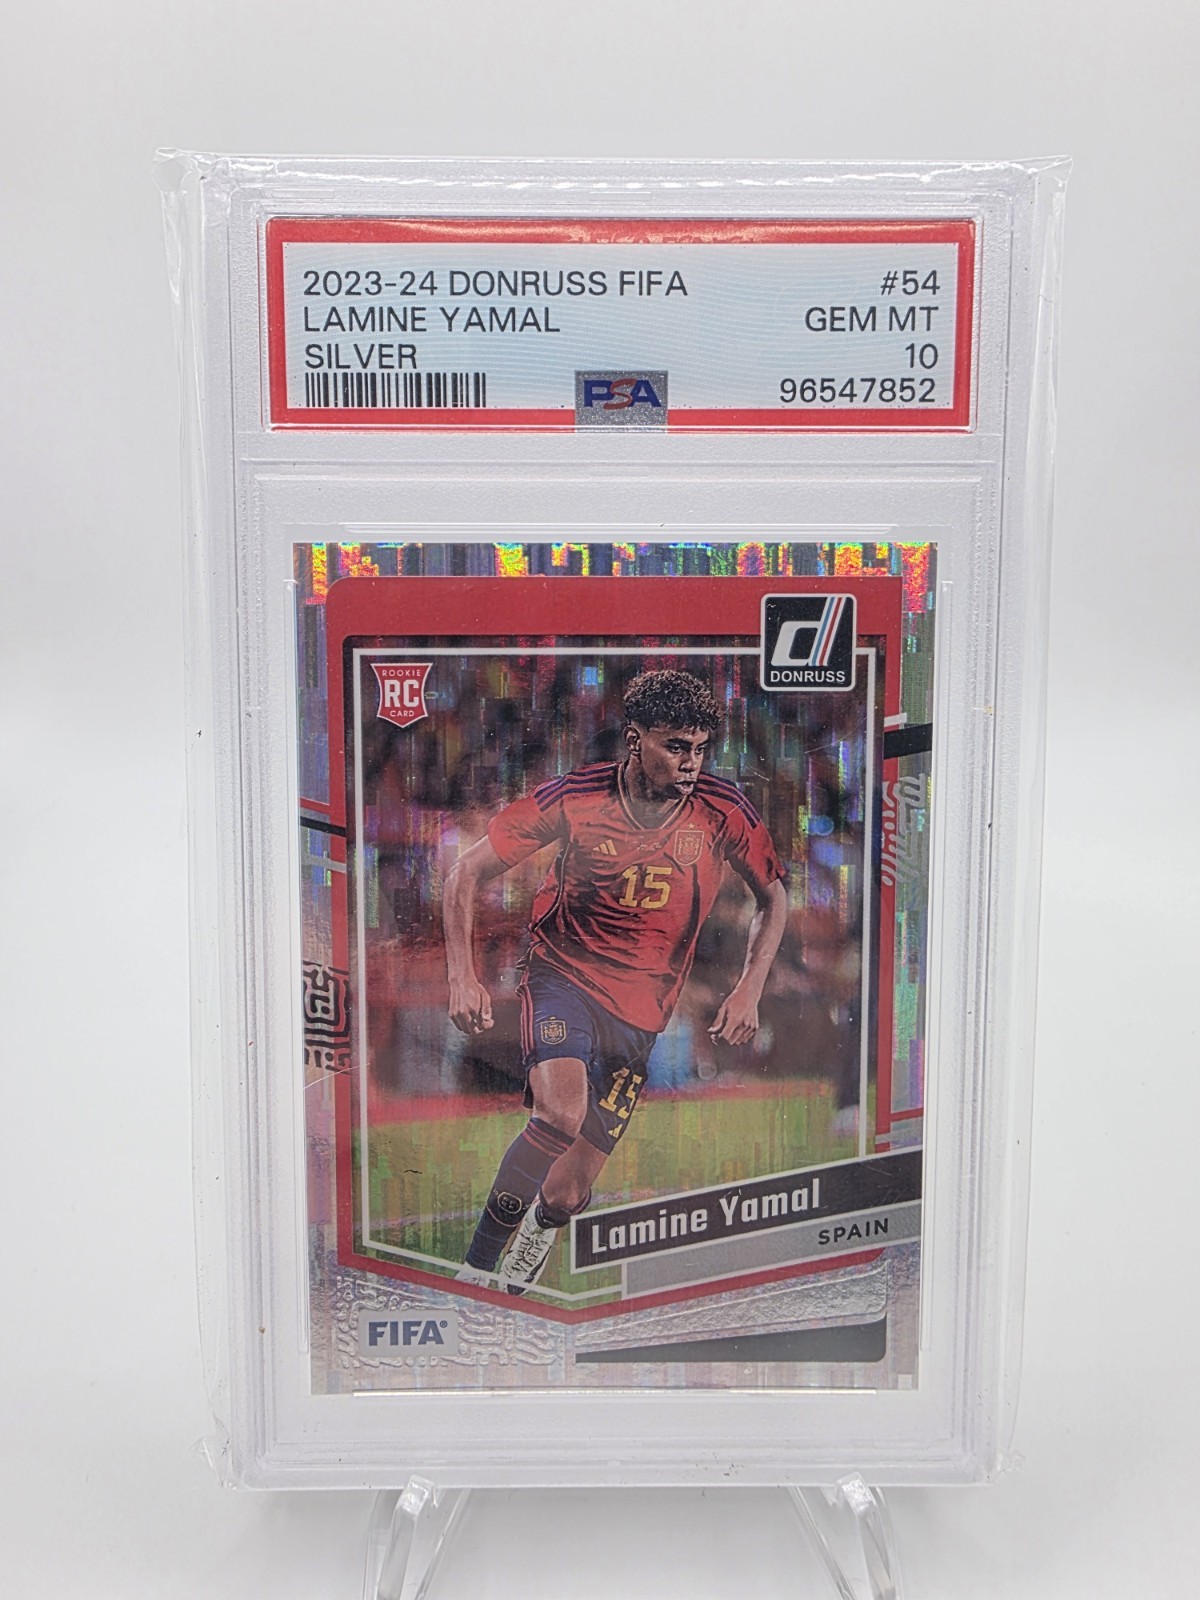 2023-24 DONRUSS FIFA #54
LAMINE YAMAL GEM MT
SILVER 10
PSA 96547852
d
DONRUSS
ROOKIE
RC
CARD
15
15
Lamine Yamal
SPAIN
FIFA®